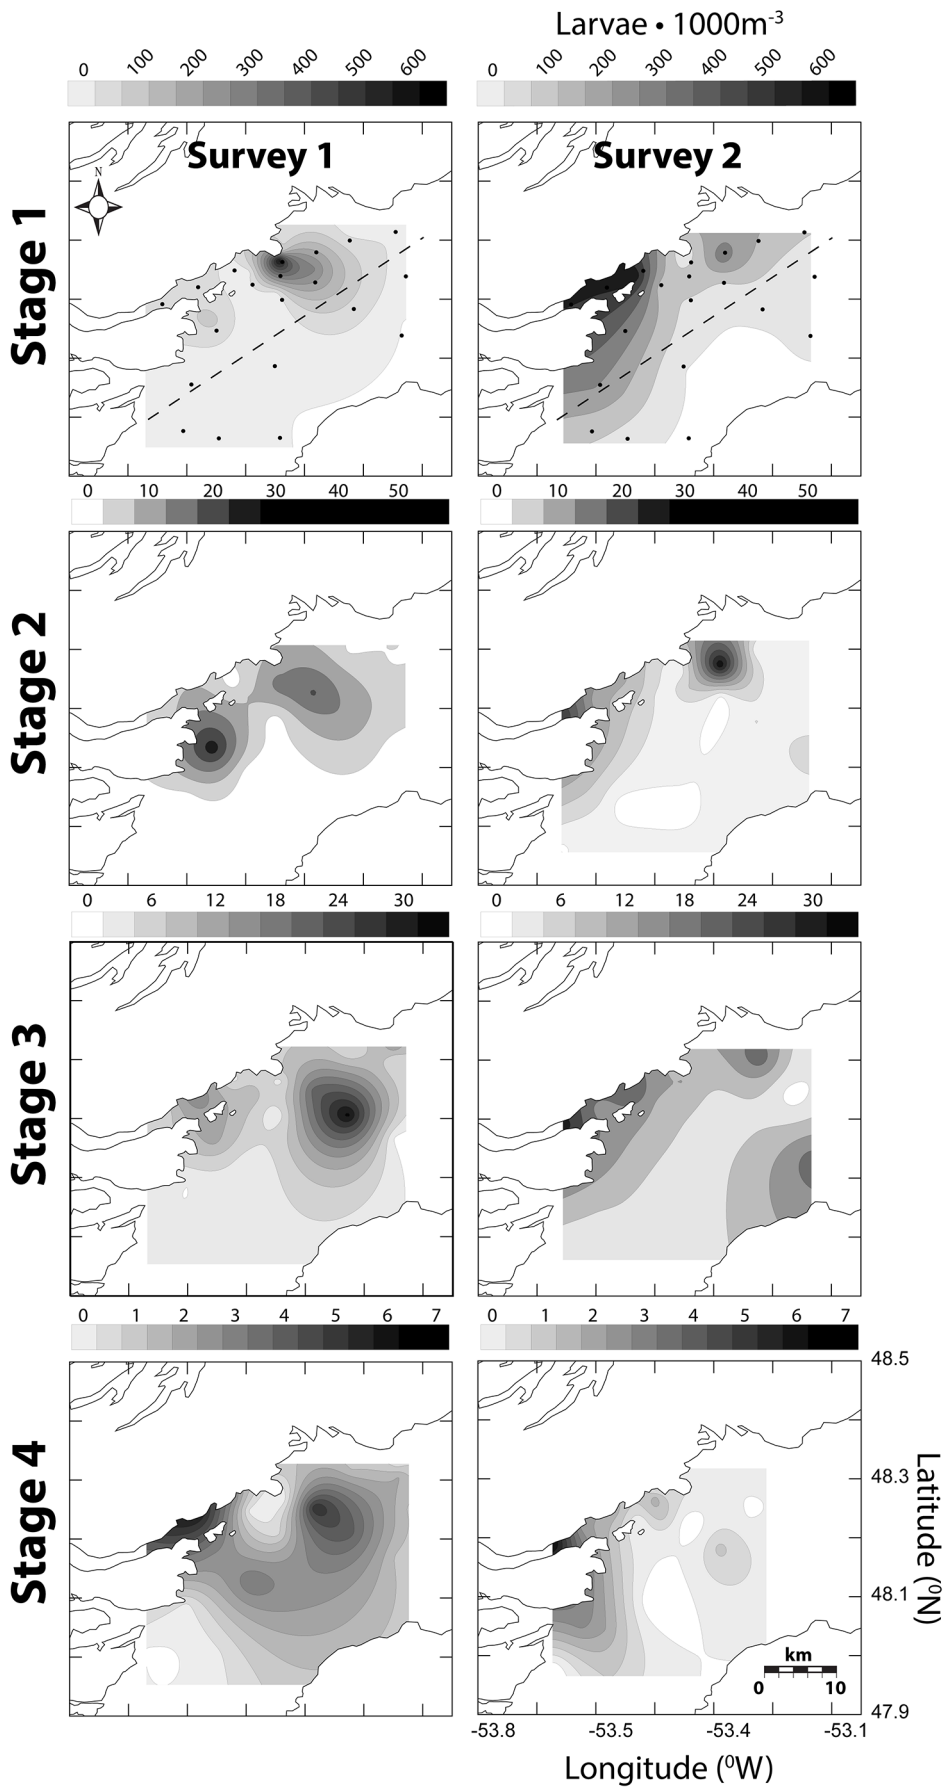 Larvae • 1000m-3
0 100 200 300 400 500 600 0 100 200 300 400 500 600
Survey 1 Survey 2
N
Stage 1
0 10 20 30 40 50 0 10 20 30 40 50
Stage 2
0 6 12 18 24 30 0 6 12 18 24 30
Stage 3
0 1 2 3 4 5 6 7 0 1 2 3 4 5 6 7
Stage 4
48.5
48.3
48.1
47.9
Latitude (⁰N)
km
0 10
-53.8 -53.5 -53.4 -53.1
Longitude (⁰W)